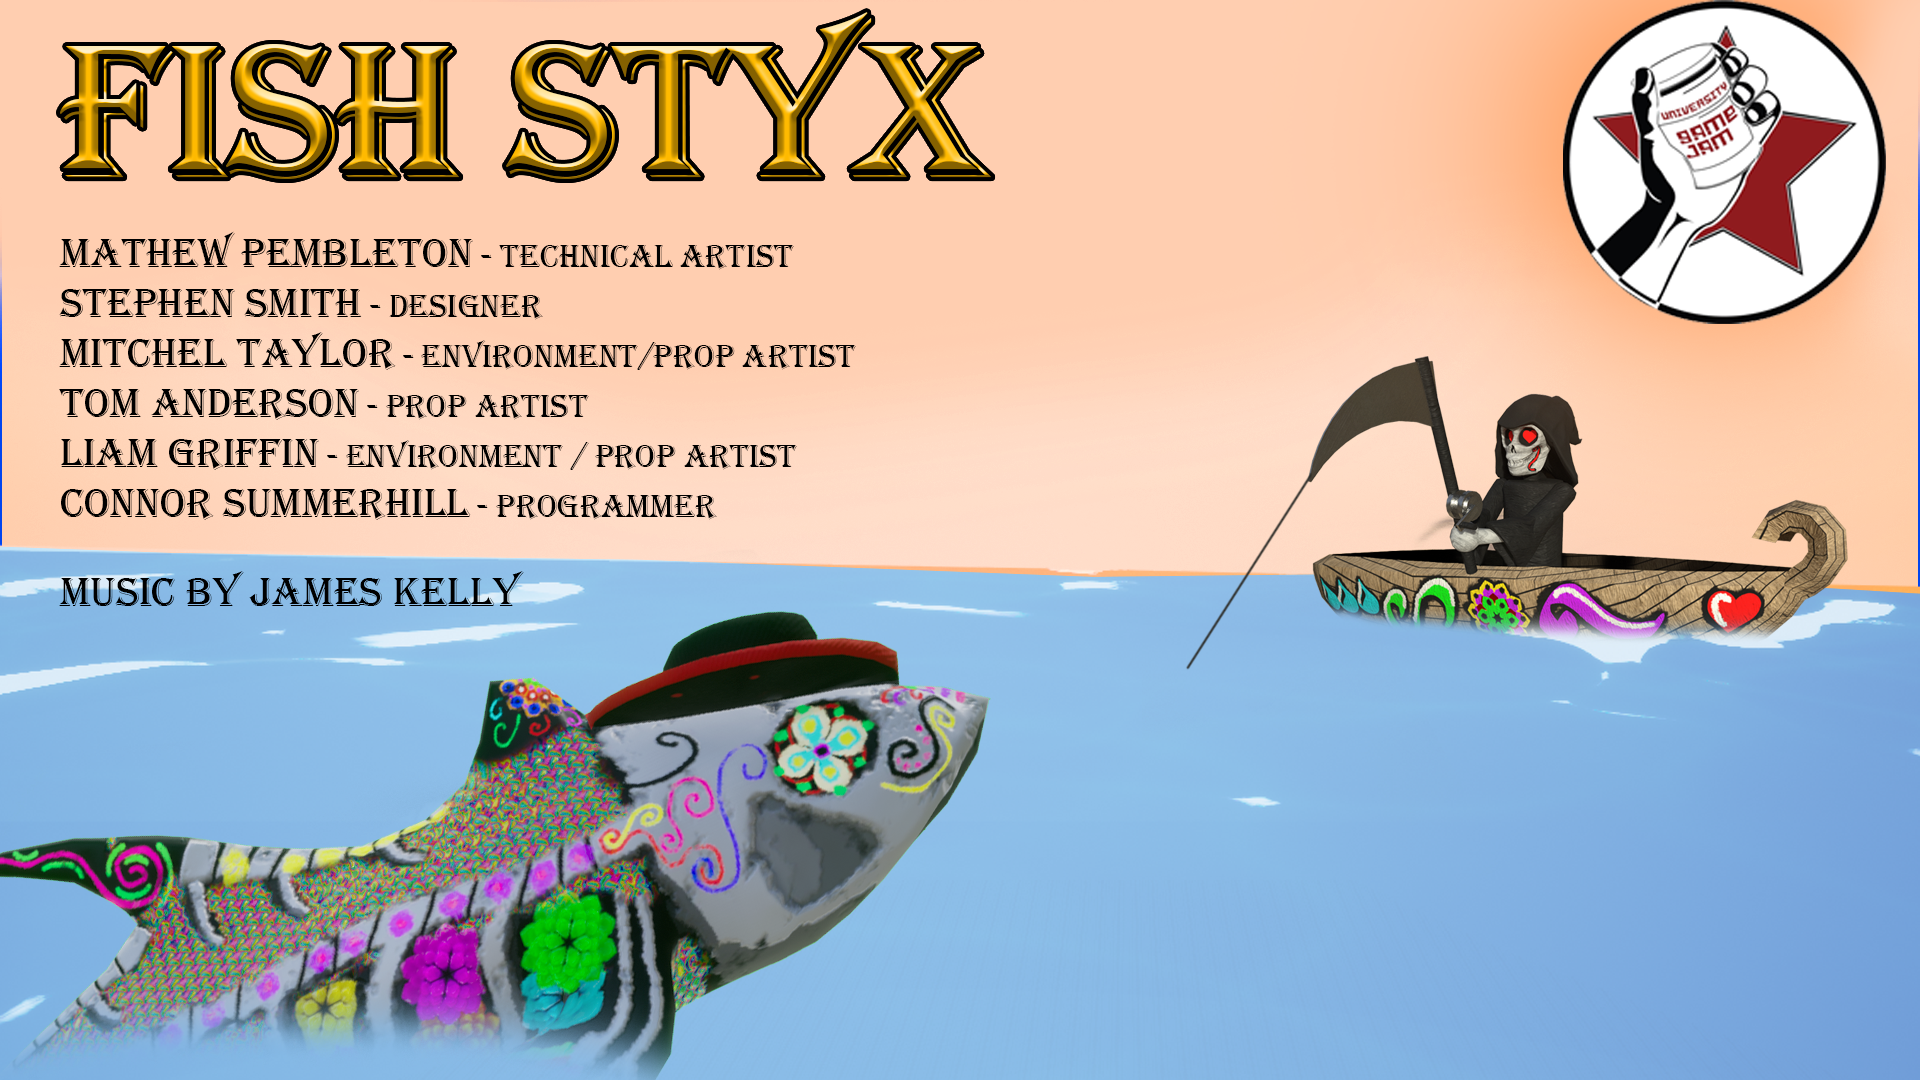 FISH STYX
UNIVERSITY
GAME
JAM
MATHEW PEMBLETON - TECHNICAL ARTIST
STEPHEN SMITH - DESIGNER
MITCHEL TAYLOR - ENVIRONMENT/PROP ARTIST
TOM ANDERSON - PROP ARTIST
LIAM GRIFFIN - ENVIRONMENT / PROP ARTIST
CONNOR SUMMERHILL - PROGRAMMER
MUSIC BY JAMES KELLY